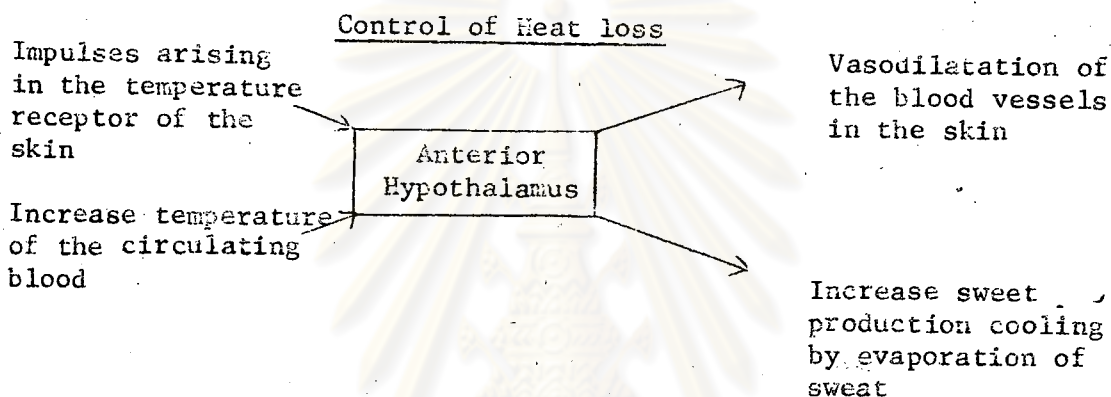 Control of Heat loss
Impulses arising
in the temperature
receptor of the
skin
Increase temperature
of the circulating
blood
Anterior
Hypothalamus
Vasodilatation of
the blood vessels
in the skin
Increase sweet
production cooling
by evaporation of
sweat